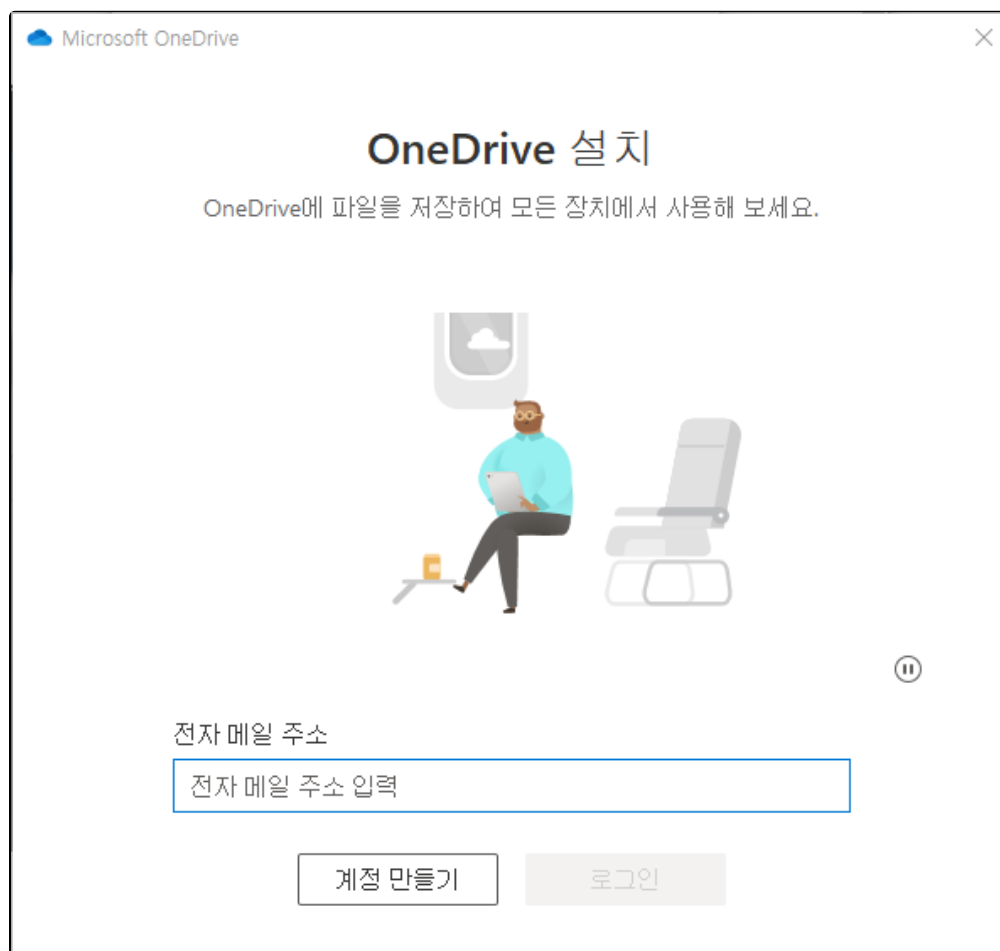 Microsoft OneDrive
OneDrive 설치
OneDrive에 파일을 저장하여 모든 장치에서 사용해 보세요.
전자 메일 주소
전자 메일 주소 입력
계정 만들기
로그인